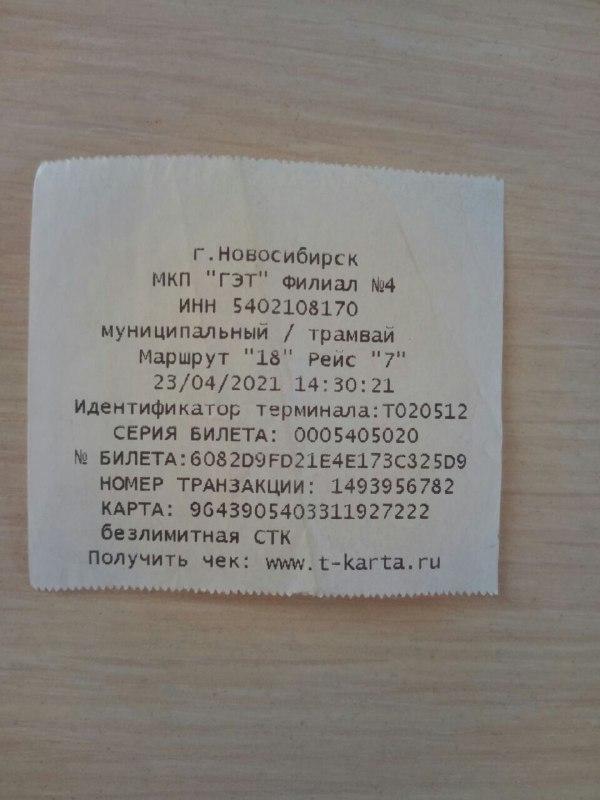 г.Новосибирск
МКП "ГЭТ" Филиал №4
ИНН 5402108170
муниципальный / трамвай
Маршрут "18" Рейс "7"
23/04/2021 14:30:21
Идентификатор терминала:T020512
СЕРИЯ БИЛЕТА: 0005405020
№ БИЛЕТА:6082D9FD21E4E173C325D9
НОМЕР ТРАНЗАКЦИИ: 1493956782
КАРТА: 9643905403311927222
безлимитная СТК
Получить чек: www.t-karta.ru